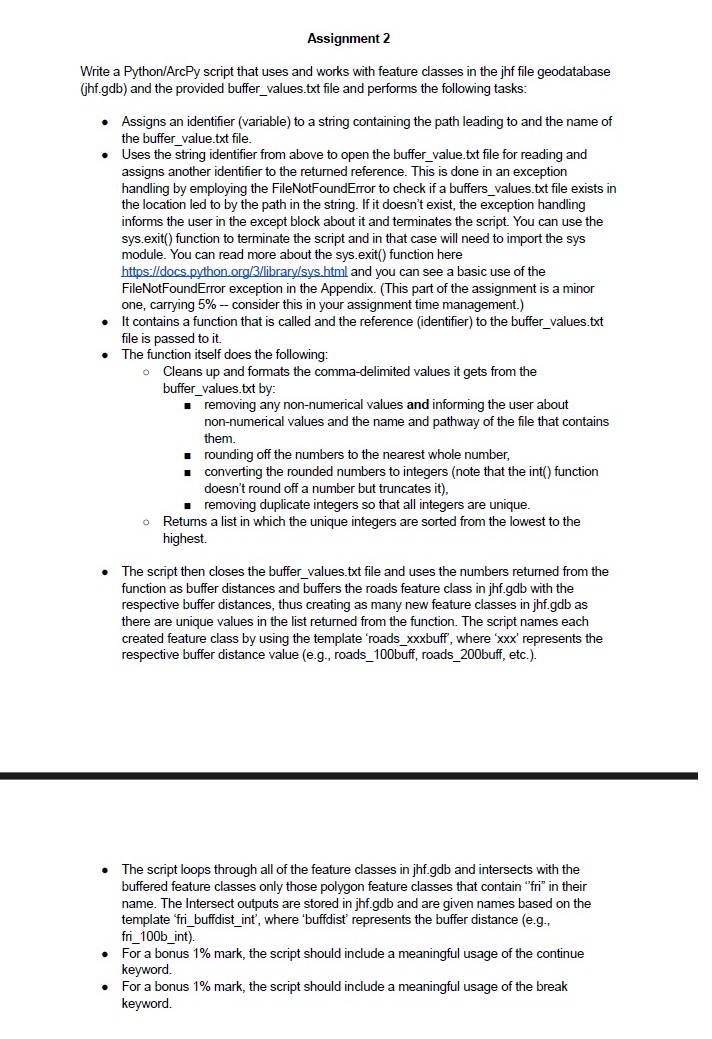 Assignment 2
Write a Python/ArcPy script that uses and works with feature classes in the jhf file geodatabase
(jhf.gdb) and the provided buffer_values.txt file and performs the following tasks:
● Assigns an identifier (variable) to a string containing the path leading to and the name of
the buffer_value.txt file.
● Uses the string identifier from above to open the buffer_value.txt file for reading and
assigns another identifier to the returned reference. This is done in an exception
handling by employing the FileNotFoundError to check if a buffers_values.txt file exists in
the location led to by the path in the string. If it doesn't exist, the exception handling
informs the user in the except block about it and terminates the script. You can use the
sys.exit() function to terminate the script and in that case will need to import the sys
module. You can read more about the sys.exit() function here
https://docs.python.org/3/library/sys.html and you can see a basic use of the
FileNotFoundError exception in the Appendix. (This part of the assignment is a minor
one, carrying 5% -- consider this in your assignment time management.)
● It contains a function that is called and the reference (identifier) to the buffer_values.txt
file is passed to it.
● The function itself does the following:
○ Cleans up and formats the comma-delimited values it gets from the
buffer_values.txt by:
■ removing any non-numerical values and informing the user about
non-numerical values and the name and pathway of the file that contains
them.
■ rounding off the numbers to the nearest whole number,
■ converting the rounded numbers to integers (note that the int() function
doesn't round off a number but truncates it),
■ removing duplicate integers so that all integers are unique.
○ Returns a list in which the unique integers are sorted from the lowest to the
highest.
● The script then closes the buffer_values.txt file and uses the numbers returned from the
function as buffer distances and buffers the roads feature class in jhf.gdb with the
respective buffer distances, thus creating as many new feature classes in jhf.gdb as
there are unique values in the list returned from the function. The script names each
created feature class by using the template 'roads_xxxbuff', where 'xxx' represents the
respective buffer distance value (e.g., roads_100buff, roads_200buff, etc.).
● The script loops through all of the feature classes in jhf.gdb and intersects with the
buffered feature classes only those polygon feature classes that contain "fri" in their
name. The Intersect outputs are stored in jhf.gdb and are given names based on the
template 'fri_buffdist_int', where 'buffdist' represents the buffer distance (e.g.,
fri_100b_int).
● For a bonus 1% mark, the script should include a meaningful usage of the continue
keyword.
● For a bonus 1% mark, the script should include a meaningful usage of the break
keyword.